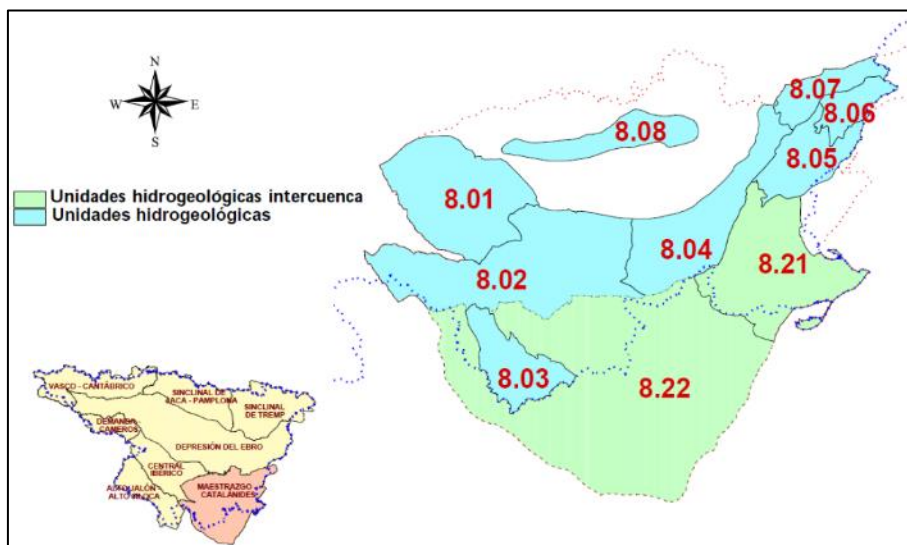 N
W E
S
Unidades hidrogeológicas intercuenca
Unidades hidrogeológicas
8.07
8.06
8.08
8.05
8.01
8.04
8.21
8.02
8.03
8.22
VASCO - CANTÁBRICO
SINCLINAL DE
JACA - PAMPLONA
SINCLINAL
DE TREMP
DEMANDA
CAMEROS
DEPRESIÓN DEL EBRO
CENTRAL
IBÉRICO
MAESTRAZGO
CATALÁNIDES
ALTO JALÓN
ALTO JILOCA